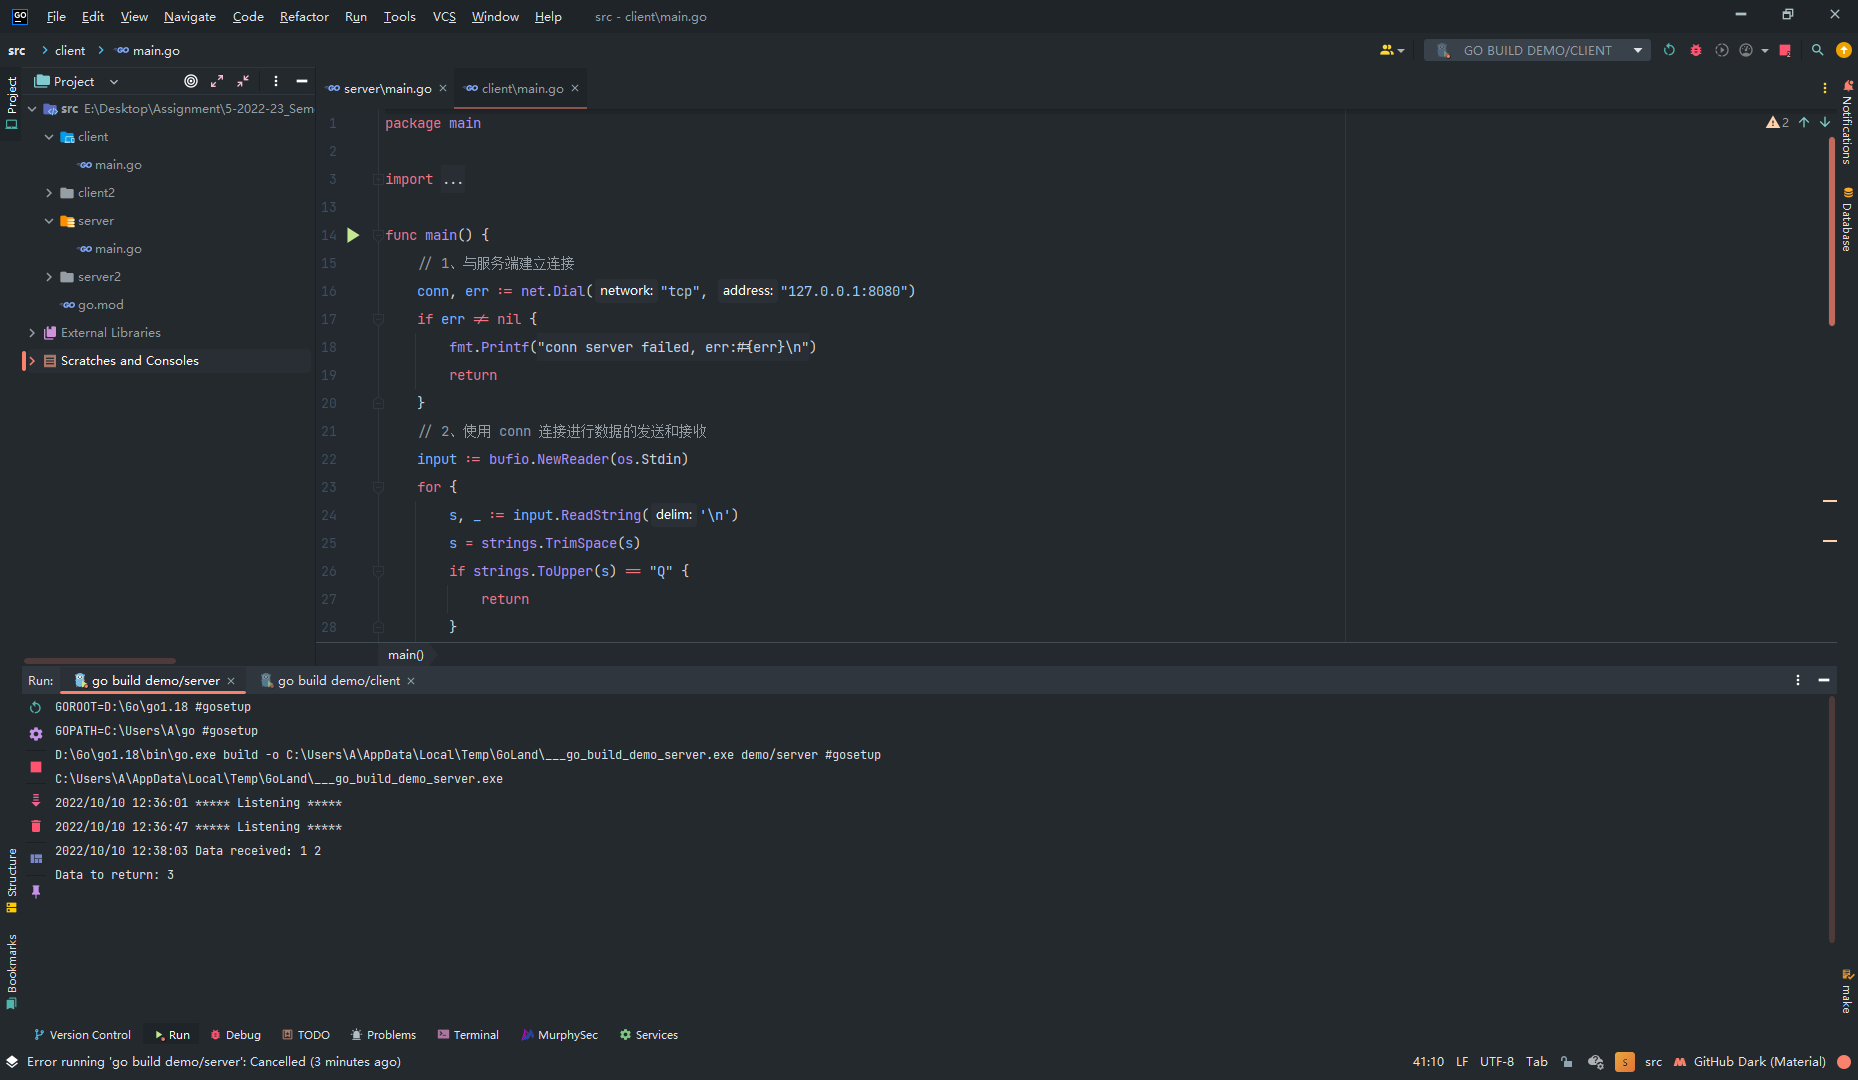 GO File Edit View Navigate Code Refactor Run Tools VCS Window Help src - client\main.go
src client main.go GO BUILD DEMO/CLIENT
Project
Project
src E:\Desktop\Assignment\5-2022-23_Sem
client
main.go
client2
server
main.go
server2
go.mod
External Libraries
Scratches and Consoles
server\main.go client\main.go
2
1 package main
2
3 import ...
13
14 func main() {
15 // 1、与服务端建立连接
16 conn, err := net.Dial( network: "tcp", address: "127.0.0.1:8080")
17 if err ≠ nil {
18 fmt.Printf("conn server failed, err:#{err}\n")
19 return
20 }
21 // 2、使用 conn 连接进行数据的发送和接收
22 input := bufio.NewReader(os.Stdin)
23 for {
24 s, _ := input.ReadString( delim: '\n')
25 s = strings.TrimSpace(s)
26 if strings.ToUpper(s) == "Q" {
27 return
28 }
main()
Notifications
Database
make
Run: go build demo/server go build demo/client
GOROOT=D:\Go\go1.18 #gosetup
GOPATH=C:\Users\A\go #gosetup
D:\Go\go1.18\bin\go.exe build -o C:\Users\A\AppData\Local\Temp\GoLand\___go_build_demo_server.exe demo/server #gosetup
C:\Users\A\AppData\Local\Temp\GoLand\___go_build_demo_server.exe
2022/10/10 12:36:01 ***** Listening *****
2022/10/10 12:36:47 ***** Listening *****
2022/10/10 12:38:03 Data received: 1 2
Data to return: 3
Structure
Bookmarks
Version Control Run Debug TODO Problems Terminal MurphySec Services
Error running 'go build demo/server': Cancelled (3 minutes ago) 41:10 LF UTF-8 Tab S src GitHub Dark (Material)